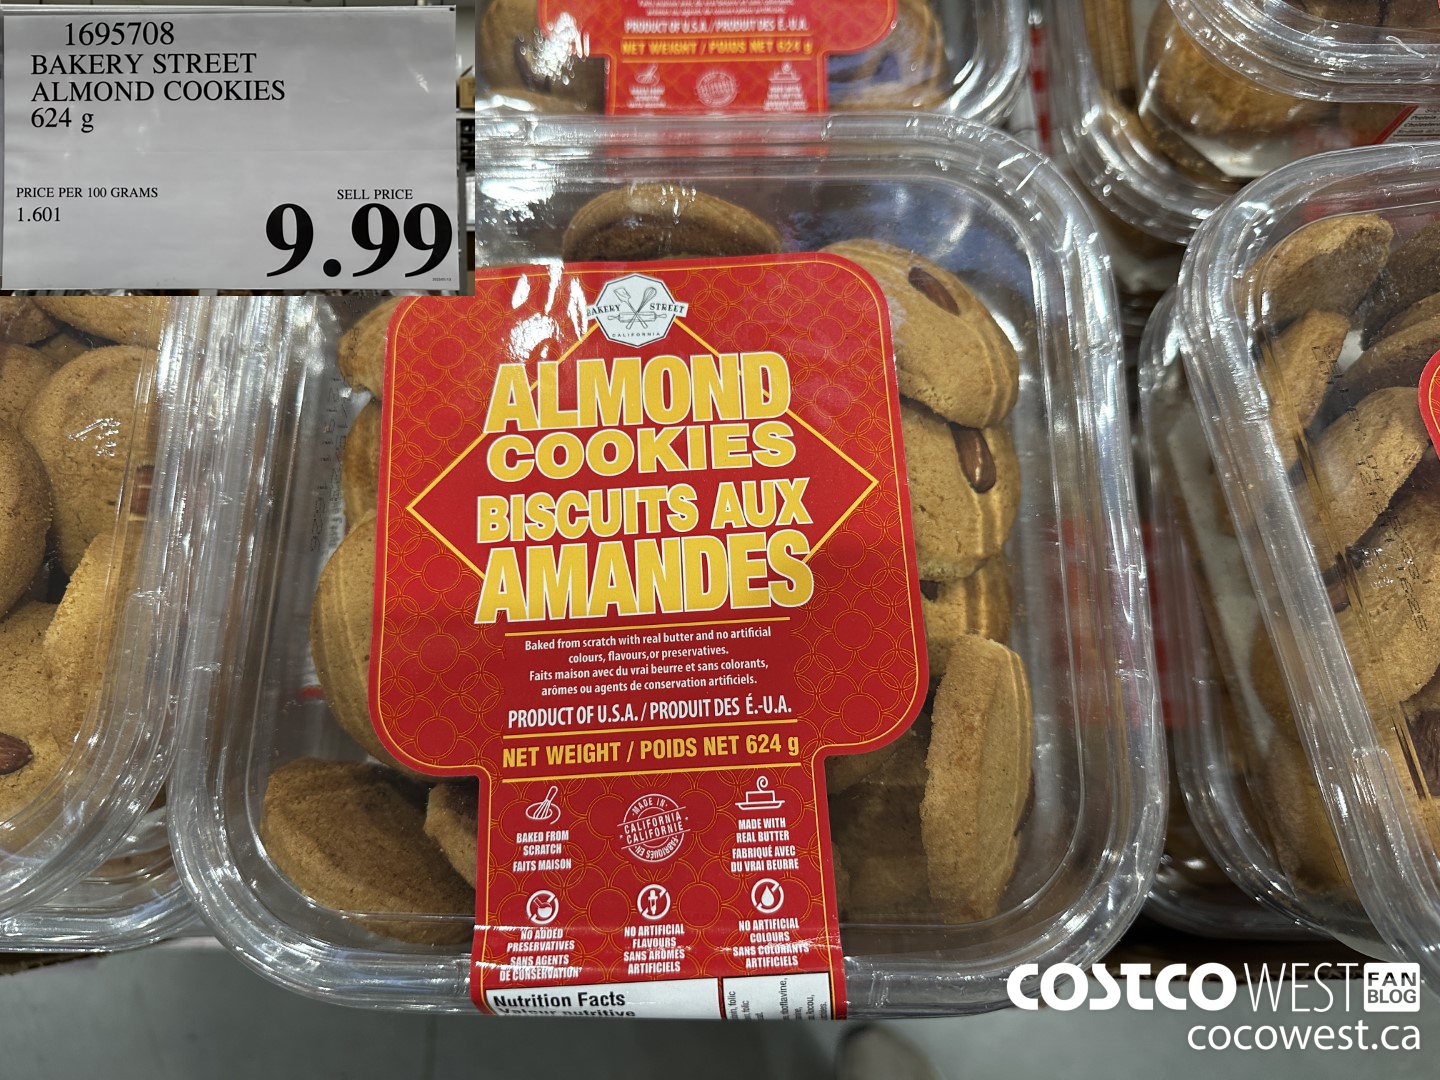 1695708
BAKERY STREET
ALMOND COOKIES
624 g
PRICE PER 100 GRAMS
1.601
SELL PRICE
9.99
PRODUCT OF U.S.A. / PRODUIT DES É.-U.A.
NET WEIGHT / POIDS NET 624 g
BAKERY STREET
CALIFORNIA
ALMOND
COOKIES
BISCUITS AUX
AMANDES
Baked from scratch with real butter and no artificial
colours, flavours,or preservatives.
Faits maison avec du vrai beurre et sans colorants,
arômes ou agents de conservation artificiels.
PRODUCT OF U.S.A. / PRODUIT DES É.-U.A.
NET WEIGHT / POIDS NET 624 g
BAKED FROM
SCRATCH
FAITS MAISON
MADE IN
CALIFORNIA
CALIFORNIE
FABRIQUÉS EN
MADE WITH
REAL BUTTER
FABRIQUÉ AVEC
DU VRAI BEURRE
NO ADDED
PRESERVATIVES
SANS AGENTS
DE CONSERVATION
NO ARTIFICIAL
FLAVOURS
SANS ARÔMES
ARTIFICIELS
NO ARTIFICIAL
COLOURS
SANS COLORANTS
ARTIFICIELS
Nutrition Facts
Valeur nutritive
COSTCO WEST FAN BLOG
cocowest.ca